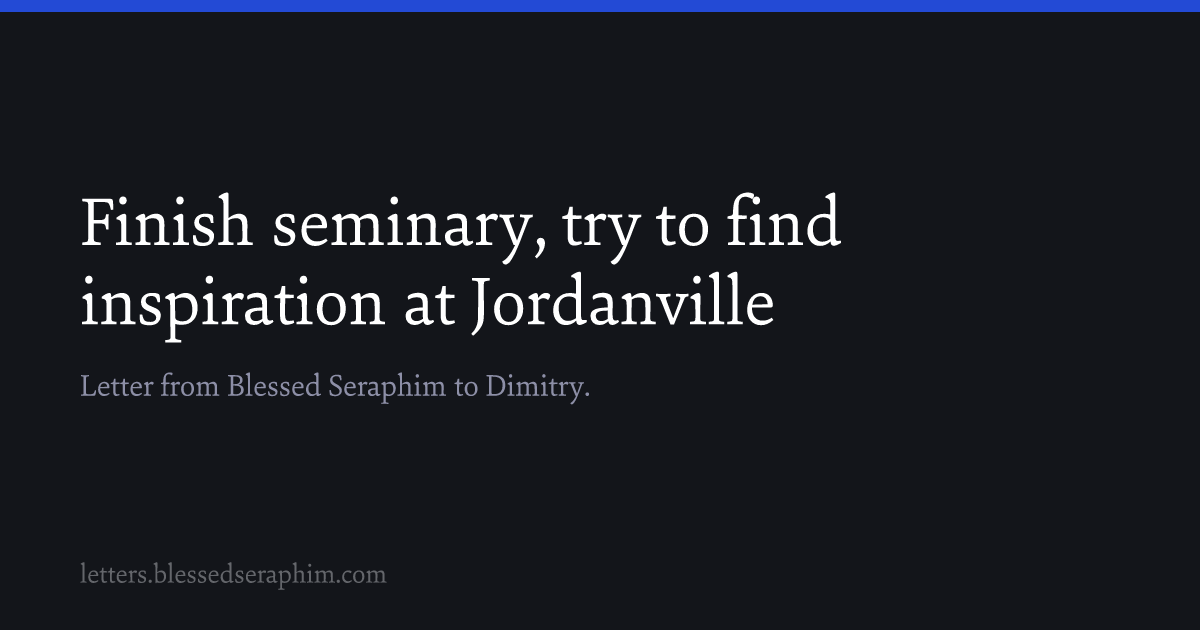 Finish seminary, try to find
inspiration at Jordanville
Letter from Blessed Seraphim to Dimitry.
letters.blessedseraphim.com